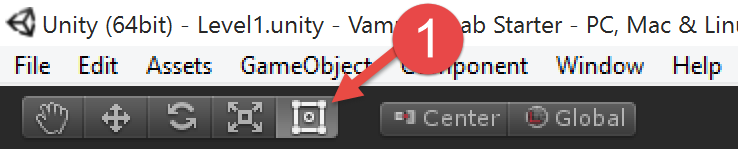 Unity (64bit) - Level1.unity - Vam ab Starter - PC, Mac & Linu
1
File Edit Assets GameObject Component Window Help
Center Global